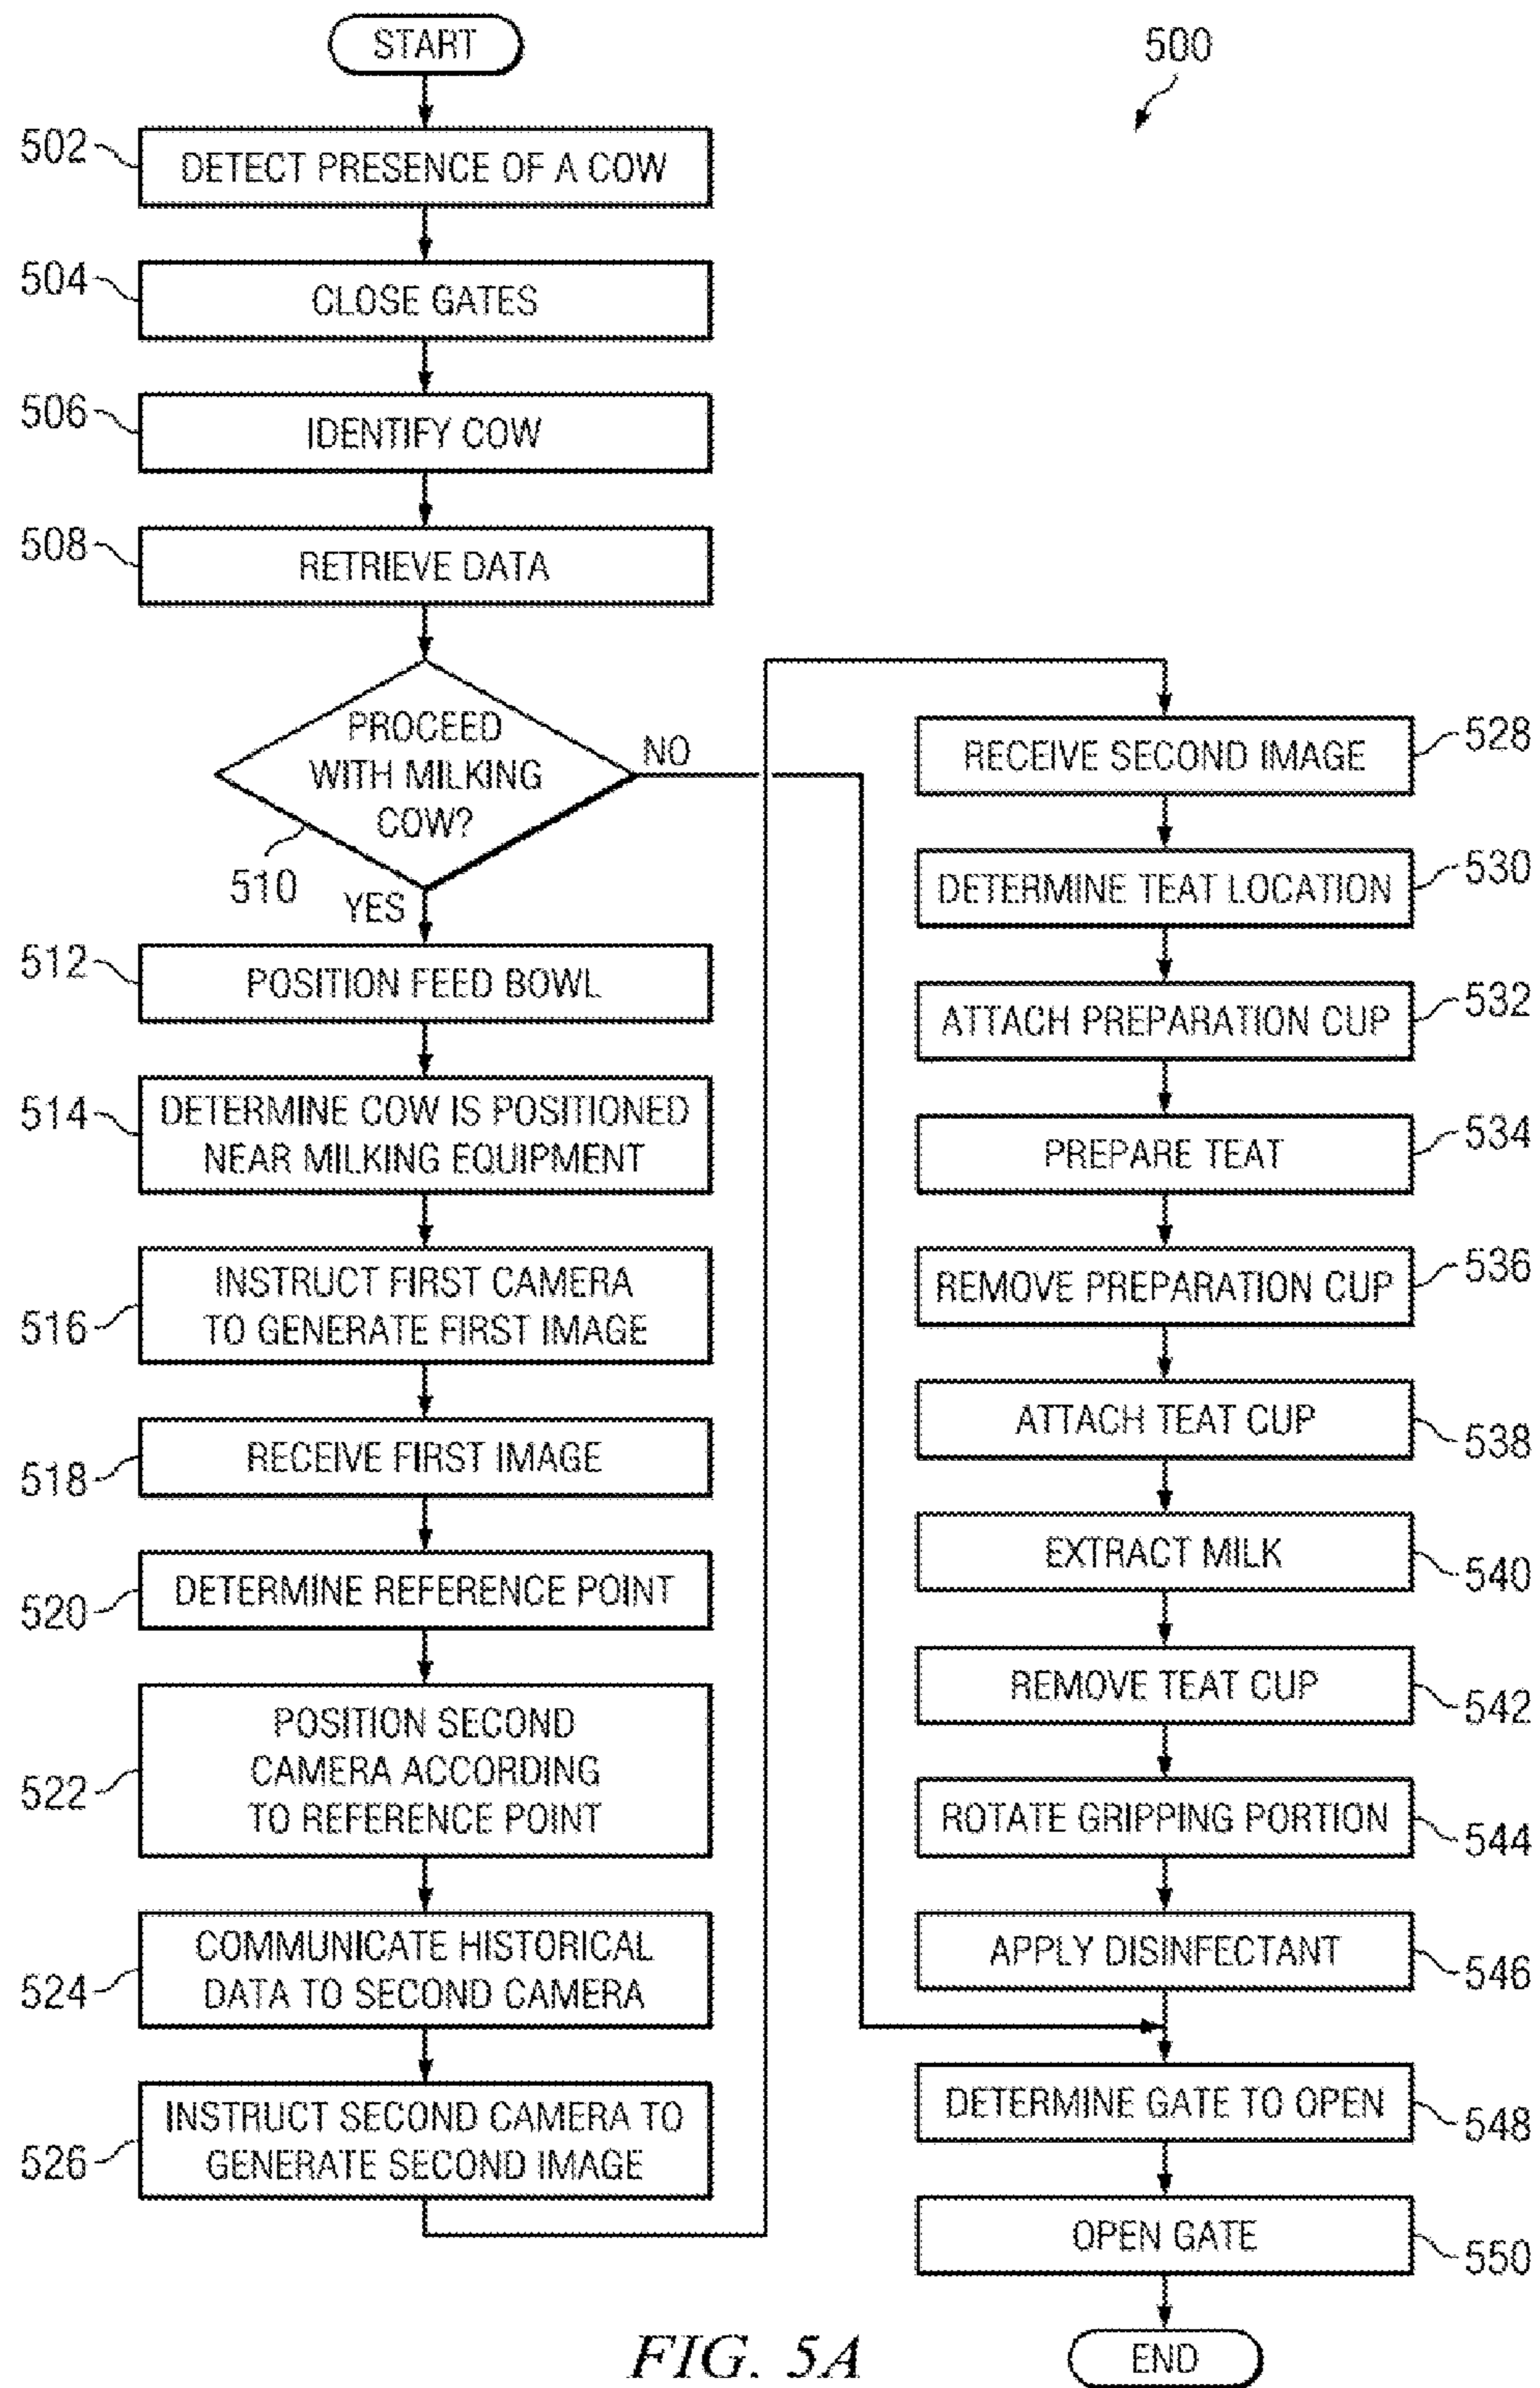 START
500
502
DETECT PRESENCE OF A COW
504
CLOSE GATES
506
IDENTIFY COW
508
RETRIEVE DATA
PROCEED
WITH MILKING
COW?
NO
510
YES
512
POSITION FEED BOWL
514
DETERMINE COW IS POSITIONED
NEAR MILKING EQUIPMENT
516
INSTRUCT FIRST CAMERA
TO GENERATE FIRST IMAGE
518
RECEIVE FIRST IMAGE
520
DETERMINE REFERENCE POINT
522
POSITION SECOND
CAMERA ACCORDING
TO REFERENCE POINT
524
COMMUNICATE HISTORICAL
DATA TO SECOND CAMERA
526
INSTRUCT SECOND CAMERA TO
GENERATE SECOND IMAGE
RECEIVE SECOND IMAGE
528
DETERMINE TEAT LOCATION
530
ATTACH PREPARATION CUP
532
PREPARE TEAT
534
REMOVE PREPARATION CUP
536
ATTACH TEAT CUP
538
EXTRACT MILK
540
REMOVE TEAT CUP
542
ROTATE GRIPPING PORTION
544
APPLY DISINFECTANT
546
DETERMINE GATE TO OPEN
548
OPEN GATE
550
END
FIG. 5A